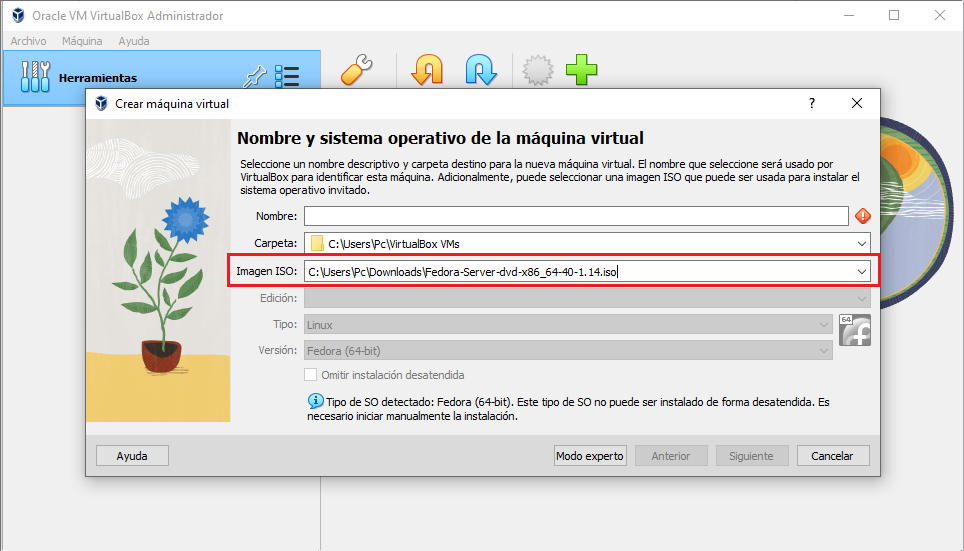 Oracle VM VirtualBox Administrador
Archivo Máquina Ayuda
Herramientas
Crear máquina virtual
?
Nombre y sistema operativo de la máquina virtual
Seleccione un nombre descriptivo y carpeta destino para la nueva máquina virtual. El nombre que seleccione será usado por
VirtualBox para identificar esta máquina. Adicionalmente, puede seleccionar una imagen ISO que puede ser usada para instalar el
sistema operativo invitado.
Nombre:
Carpeta: C:\Users\Pc\VirtualBox VMs
Imagen ISO: C:\Users\Pc\Downloads\Fedora-Server-dvd-x86_64-40-1.14.iso
Edición:
Tipo: Linux
64
Versión: Fedora (64-bit)
Omitir instalación desatendida
Tipo de SO detectado: Fedora (64-bit). Este tipo de SO no puede ser instalado de forma desatendida. Es
necesario iniciar manualmente la instalación.
Ayuda Modo experto Anterior Siguiente Cancelar